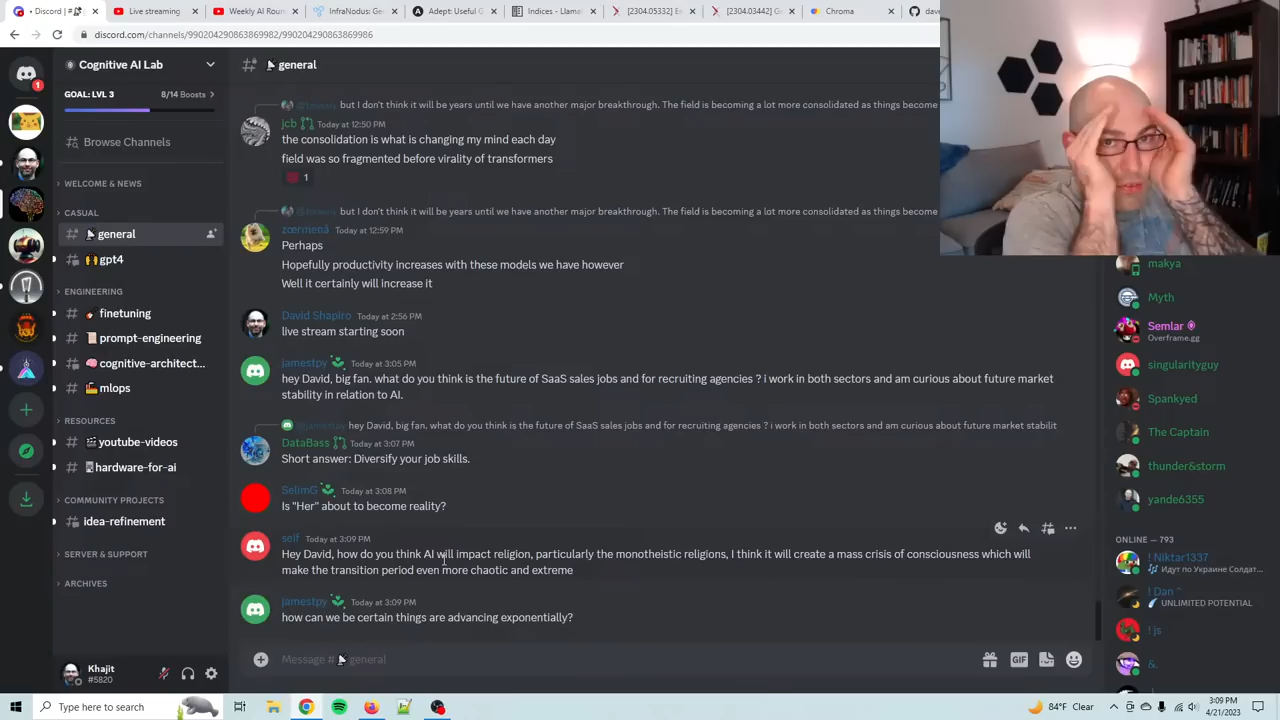 Discord | #
Live streaming
Weekly AI Roun
InfraNodus: Ge
Adept: Useful G
Indices - Llama
[2304.05332] E
[2304.03442] Ge
Chroma
dav
discord.com/channels/990204290863869982/990204290863869986
Cognitive AI Lab
general
GOAL: LVL 3
8/14 Boosts
Browse Channels
WELCOME & NEWS
CASUAL
general
gpt4
ENGINEERING
finetuning
prompt-engineering
cognitive-architect...
mlops
RESOURCES
youtube-videos
hardware-for-ai
COMMUNITY PROJECTS
idea-refinement
SERVER & SUPPORT
ARCHIVES
Khajit
#5820
but I don't think it will be years until we have another major breakthrough. The field is becoming a lot more consolidated as things become
jcb Today at 12:50 PM
the consolidation is what is changing my mind each day
field was so fragmented before virality of transformers
1
but I don't think it will be years until we have another major breakthrough. The field is becoming a lot more consolidated as things become
zœrmenå Today at 12:59 PM
Perhaps
Hopefully productivity increases with these models we have however
Well it certainly will increase it
David Shapiro Today at 2:56 PM
live stream starting soon
jamestpy Today at 3:05 PM
hey David, big fan. what do you think is the future of SaaS sales jobs and for recruiting agencies ? i work in both sectors and am curious about future market
stability in relation to AI.
@jamestpy hey David, big fan. what do you think is the future of SaaS sales jobs and for recruiting agencies ? i work in both sectors and am curious about future market stabilit
DataBass Today at 3:07 PM
Short answer: Diversify your job skills.
SelimG Today at 3:08 PM
Is "Her" about to become reality?
self Today at 3:09 PM
Hey David, how do you think AI will impact religion, particularly the monotheistic religions, I think it will create a mass crisis of consciousness which will
make the transition period even more chaotic and extreme
jamestpy Today at 3:09 PM
how can we be certain things are advancing exponentially?
Message # general
GIF
makya
Myth
Semlar
Overframe.gg
singularityguy
Spankyed
The Captain
thunder&storm
yande6355
ONLINE — 793
! Niktar1337
Идут по Украине Солдат...
! Dan ^
UNLIMITED POTENTIAL
! js
&.
Type here to search
84°F Clear
3:09 PM
4/21/2023